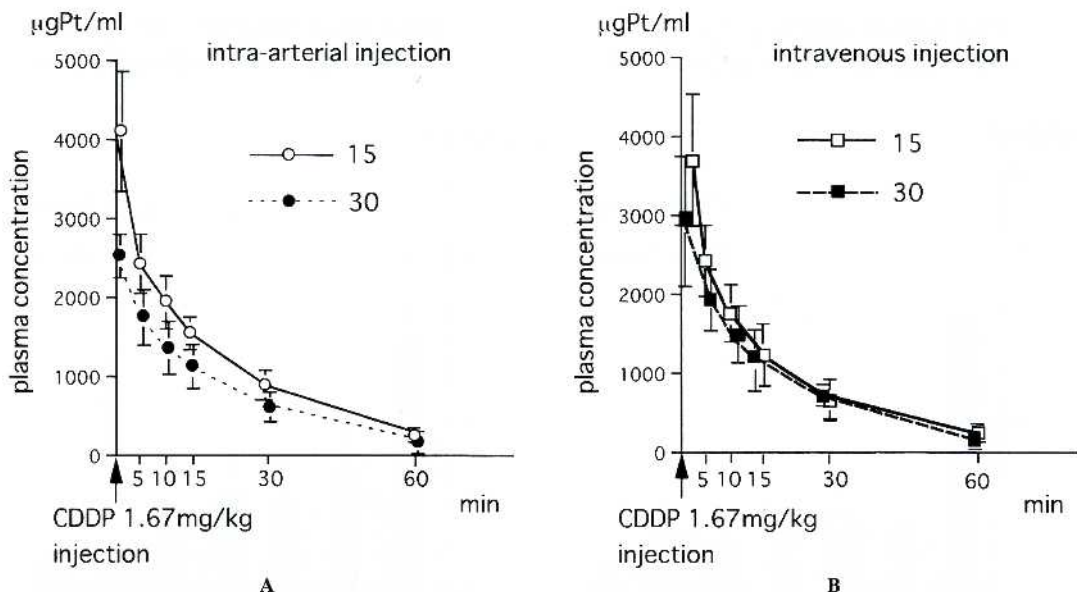 µgPt/ml
intra-arterial injection
5000
4000
3000
2000
1000
0
plasma concentration
15
30
5 10 15 30 60
min
CDDP 1.67mg/kg
injection
A
µgPt/ml
intravenous injection
5000
4000
3000
2000
1000
0
plasma concentration
15
30
5 10 15 30 60
min
CDDP 1.67mg/kg
injection
B